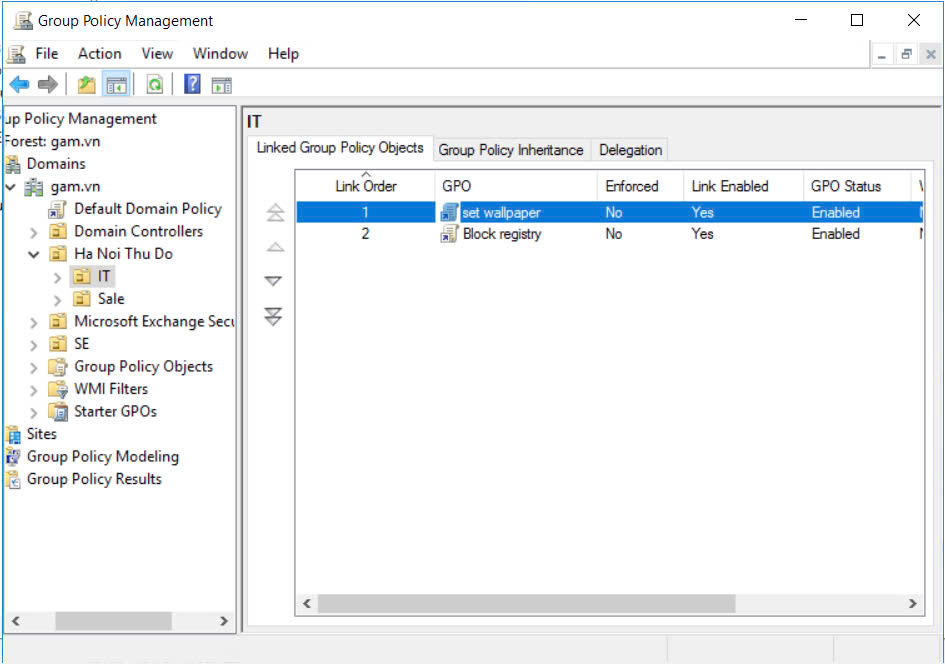 Group Policy Management
File Action View Window Help
up Policy Management
Forest: gam.vn
Domains
gam.vn
Default Domain Policy
Domain Controllers
Ha Noi Thu Do
IT
Sale
Microsoft Exchange Secu
SE
Group Policy Objects
WMI Filters
Starter GPOs
Sites
Group Policy Modeling
Group Policy Results
IT
Linked Group Policy Objects Group Policy Inheritance Delegation
Link Order GPO Enforced Link Enabled GPO Status
1 set wallpaper No Yes Enabled
2 Block registry No Yes Enabled